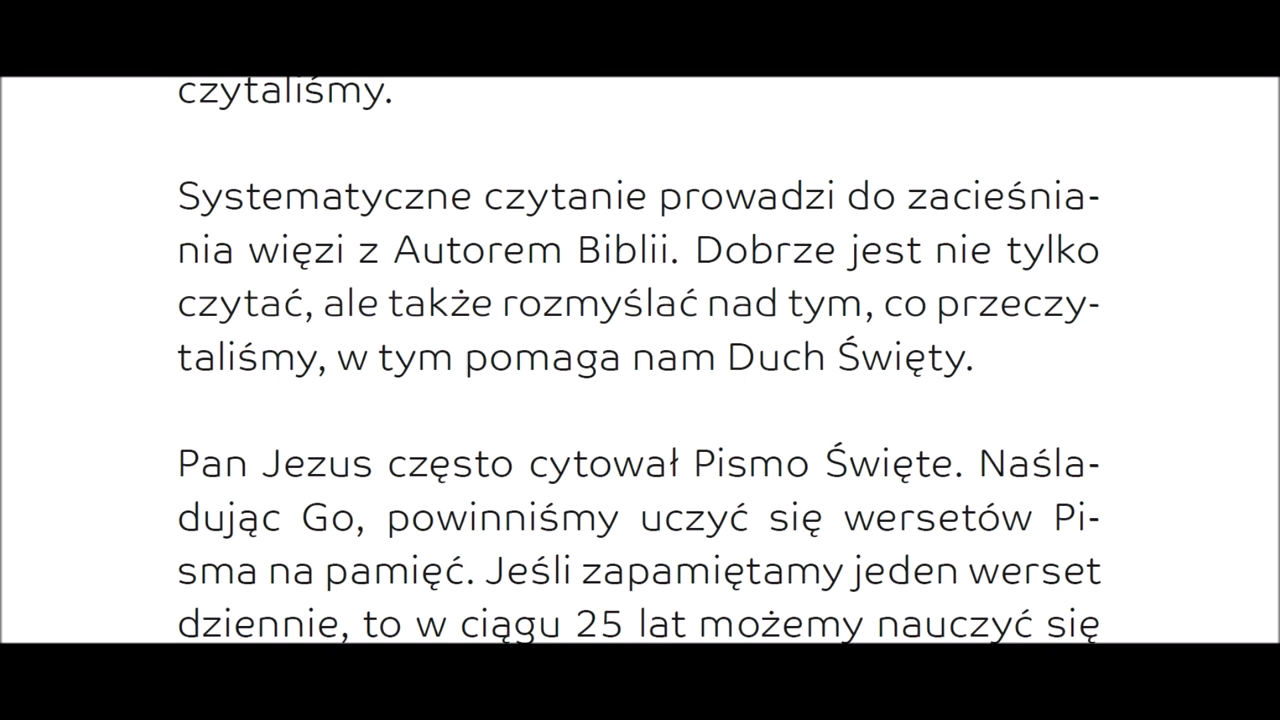 czytaliśmy.
Systematyczne czytanie prowadzi do zacieśnia-
nia więzi z Autorem Biblii. Dobrze jest nie tylko
czytać, ale także rozmyślać nad tym, co przeczy-
taliśmy, w tym pomaga nam Duch Święty.
Pan Jezus często cytował Pismo Święte. Naśla-
dując Go, powinniśmy uczyć się wersetów Pi-
sma na pamięć. Jeśli zapamiętamy jeden werset
dziennie, to w ciągu 25 lat możemy nauczyć się